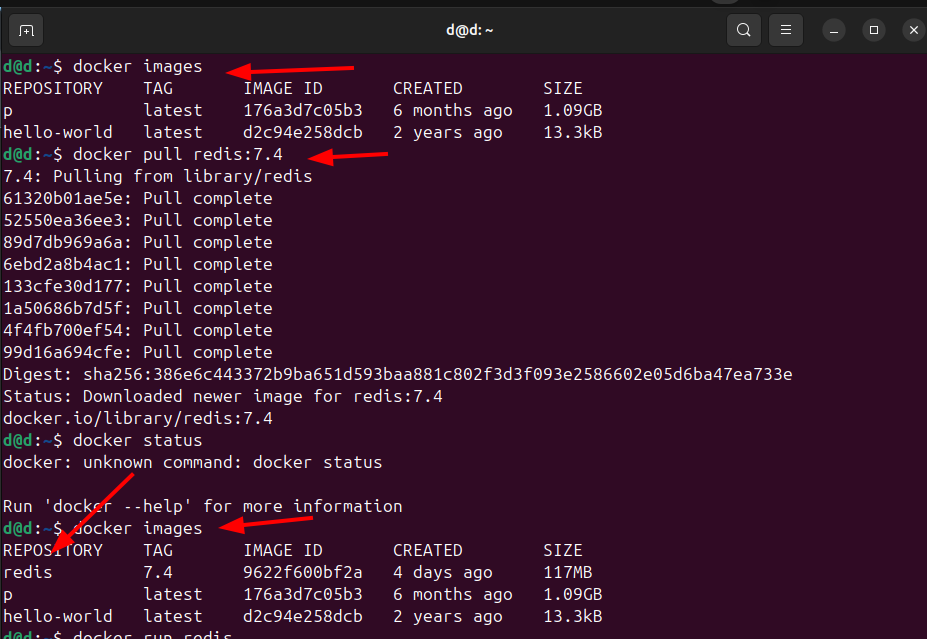 d@d: ~
d@d:~$ docker images
REPOSITORY    TAG       IMAGE ID       CREATED        SIZE
p             latest    176a3d7c05b3   6 months ago   1.09GB
hello-world   latest    d2c94e258dcb   2 years ago    13.3kB
d@d:~$ docker pull redis:7.4
7.4: Pulling from library/redis
61320b01ae5e: Pull complete
52550ea36ee3: Pull complete
89d7db969a6a: Pull complete
6ebd2a8b4ac1: Pull complete
133cfe30d177: Pull complete
1a50686b7d5f: Pull complete
4f4fb700ef54: Pull complete
99d16a694cfe: Pull complete
Digest: sha256:386e6c443372b9ba651d593baa881c802f3d3f093e2586602e05d6ba47ea733e
Status: Downloaded newer image for redis:7.4
docker.io/library/redis:7.4
d@d:~$ docker status
docker: unknown command: docker status
Run 'docker --help' for more information
d@d:~$ docker images
REPOSITORY    TAG       IMAGE ID       CREATED        SIZE
redis         7.4       9622f600bf2a   4 days ago     117MB
p             latest    176a3d7c05b3   6 months ago   1.09GB
hello-world   latest    d2c94e258dcb   2 years ago    13.3kB
d@d:~$ docker run redis